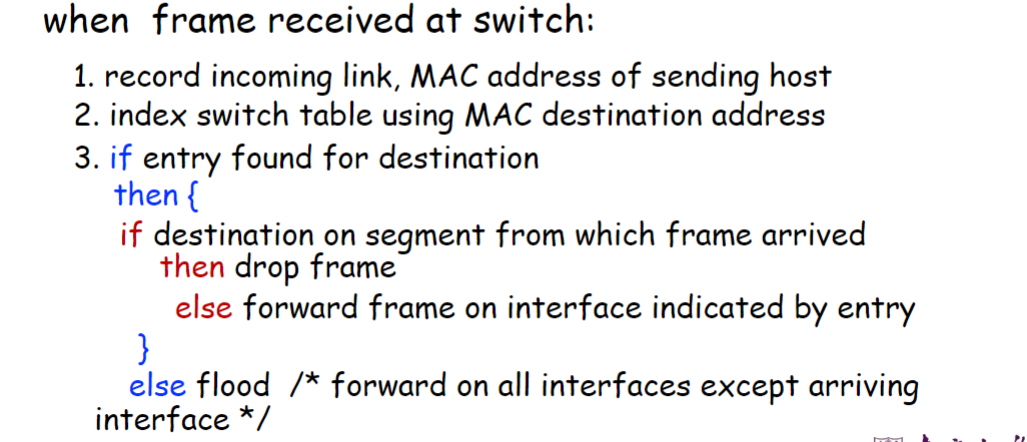 when frame received at switch:
1. record incoming link, MAC address of sending host
2. index switch table using MAC destination address
3. if entry found for destination
then {
if destination on segment from which frame arrived
then drop frame
else forward frame on interface indicated by entry
}
else flood /* forward on all interfaces except arriving
interface */